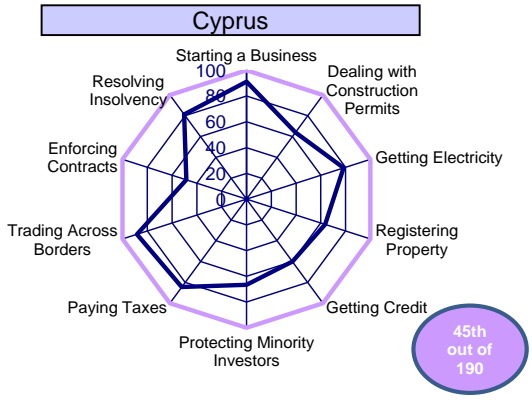 Cyprus
Starting a Business
Dealing with
Construction
Permits
Getting Electricity
Registering
Property
Getting Credit
Protecting Minority
Investors
Paying Taxes
Trading Across
Borders
Enforcing
Contracts
Resolving
Insolvency
100
80
60
40
20
0
45th
out of
190